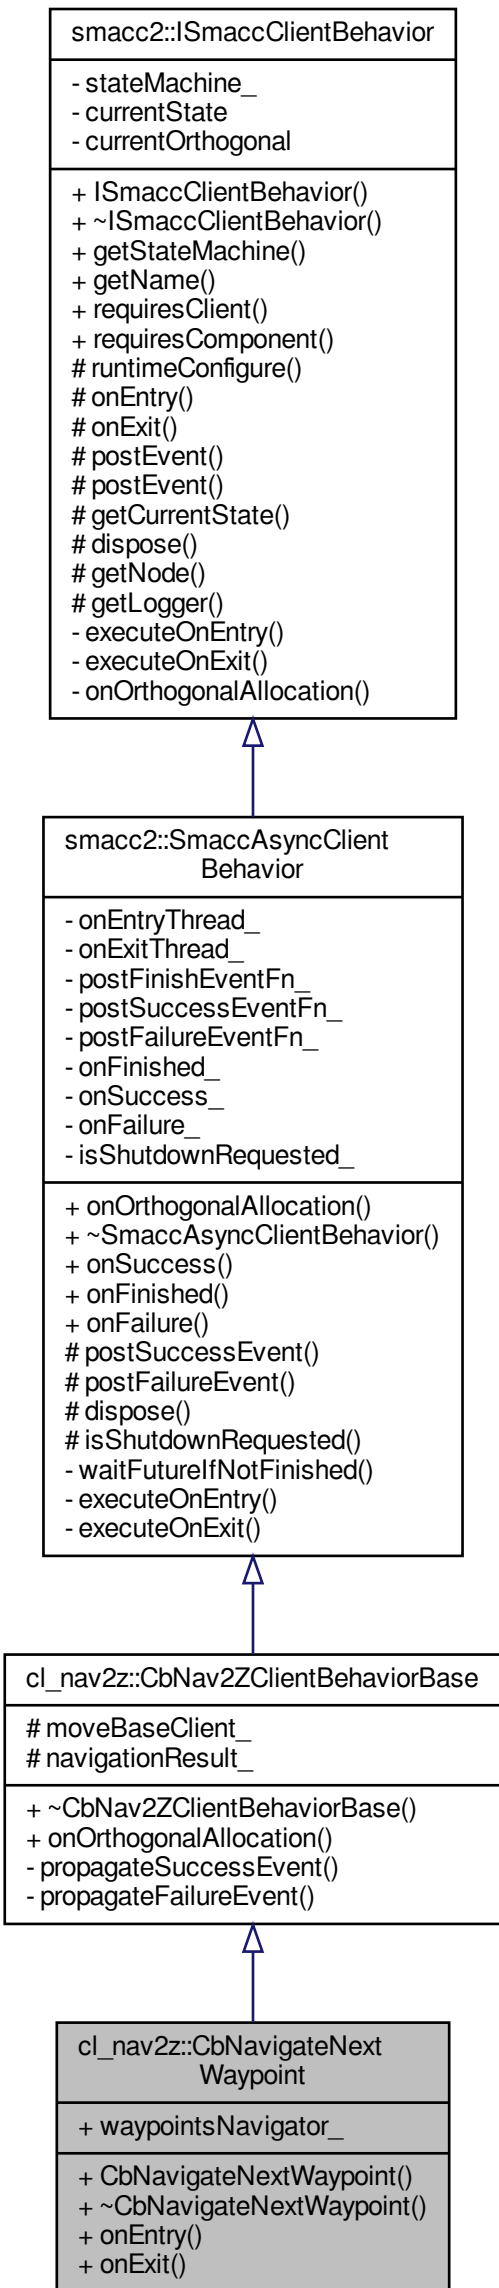 smacc2::ISmaccClientBehavior
- stateMachine_
- currentState
- currentOrthogonal
+ ISmaccClientBehavior()
+ ~ISmaccClientBehavior()
+ getStateMachine()
+ getName()
+ requiresClient()
+ requiresComponent()
# runtimeConfigure()
# onEntry()
# onExit()
# postEvent()
# postEvent()
# getCurrentState()
# dispose()
# getNode()
# getLogger()
- executeOnEntry()
- executeOnExit()
- onOrthogonalAllocation()
smacc2::SmaccAsyncClient
Behavior
- onEntryThread_
- onExitThread_
- postFinishEventFn_
- postSuccessEventFn_
- postFailureEventFn_
- onFinished_
- onSuccess_
- onFailure_
- isShutdownRequested_
+ onOrthogonalAllocation()
+ ~SmaccAsyncClientBehavior()
+ onSuccess()
+ onFinished()
+ onFailure()
# postSuccessEvent()
# postFailureEvent()
# dispose()
# isShutdownRequested()
- waitFutureIfNotFinished()
- executeOnEntry()
- executeOnExit()
cl_nav2z::CbNav2ZClientBehaviorBase
# moveBaseClient_
# navigationResult_
+ ~CbNav2ZClientBehaviorBase()
+ onOrthogonalAllocation()
- propagateSuccessEvent()
- propagateFailureEvent()
cl_nav2z::CbNavigateNext
Waypoint
+ waypointsNavigator_
+ CbNavigateNextWaypoint()
+ ~CbNavigateNextWaypoint()
+ onEntry()
+ onExit()